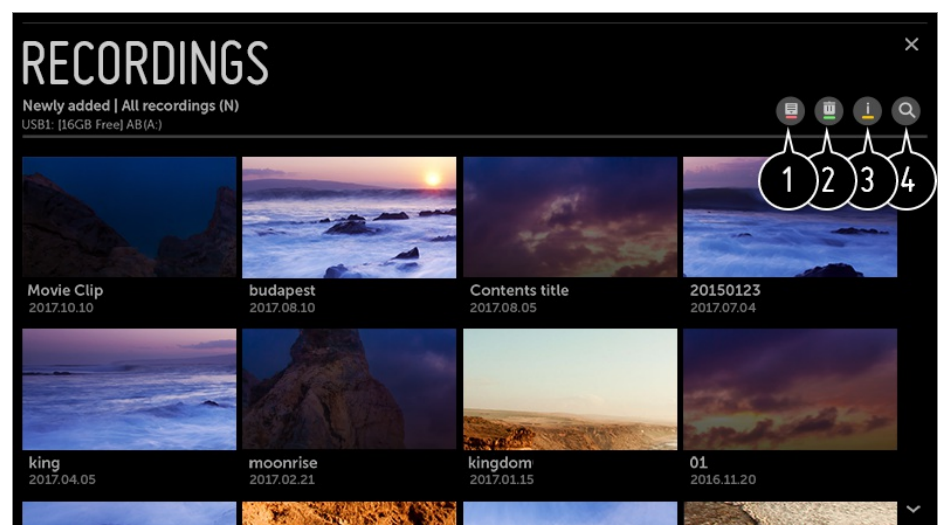 RECORDINGS
Newly added | All recordings (N)
USB1: [16GB Free] AB(A:)
1 2 3 4
Movie Clip
2017.10.10
budapest
2017.08.10
Contents title
2017.08.05
20150123
2017.07.04
king
2017.04.05
moonrise
2017.02.21
kingdom
2017.01.15
01
2016.11.20